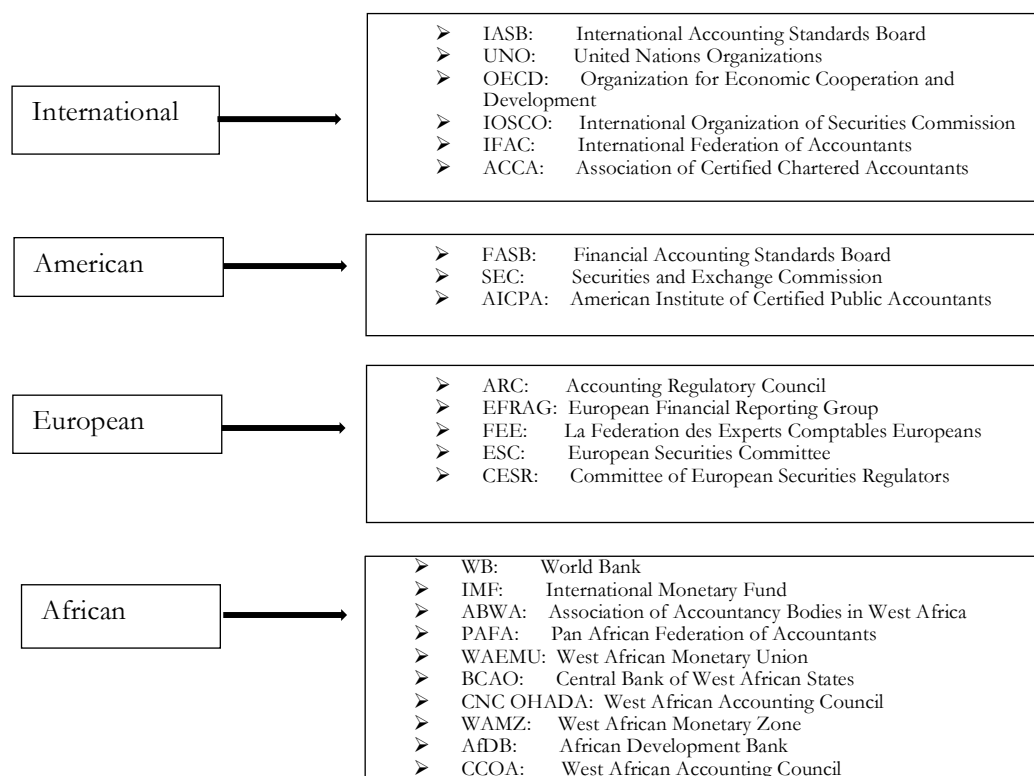 International
➢ IASB: International Accounting Standards Board
➢ UNO: United Nations Organizations
➢ OECD: Organization for Economic Cooperation and
Development
➢ IOSCO: International Organization of Securities Commission
➢ IFAC: International Federation of Accountants
➢ ACCA: Association of Certified Chartered Accountants
American
➢ FASB: Financial Accounting Standards Board
➢ SEC: Securities and Exchange Commission
➢ AICPA: American Institute of Certified Public Accountants
European
➢ ARC: Accounting Regulatory Council
➢ EFRAG: European Financial Reporting Group
➢ FEE: La Federation des Experts Comptables Europeans
➢ ESC: European Securities Committee
➢ CESR: Committee of European Securities Regulators
African
➢ WB: World Bank
➢ IMF: International Monetary Fund
➢ ABWA: Association of Accountancy Bodies in West Africa
➢ PAFA: Pan African Federation of Accountants
➢ WAEMU: West African Monetary Union
➢ BCAO: Central Bank of West African States
➢ CNC OHADA: West African Accounting Council
➢ WAMZ: West African Monetary Zone
➢ AfDB: African Development Bank
➢ CCOA: West African Accounting Council